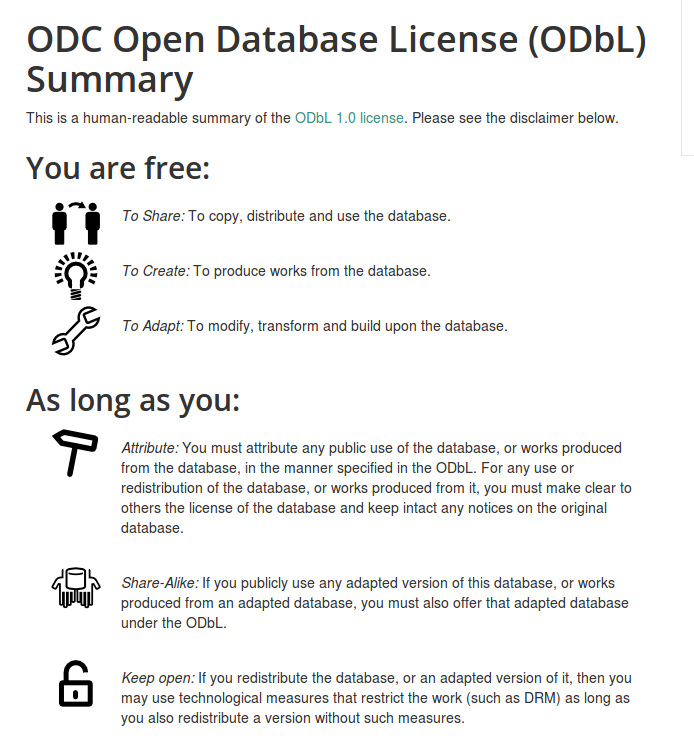 ODC Open Database License (ODbL)
Summary
This is a human-readable summary of the ODbL 1.0 license. Please see the disclaimer below.
You are free:
To Share: To copy, distribute and use the database.
To Create: To produce works from the database.
To Adapt: To modify, transform and build upon the database.
As long as you:
Attribute: You must attribute any public use of the database, or works produced
from the database, in the manner specified in the ODbL. For any use or
redistribution of the database, or works produced from it, you must make clear to
others the license of the database and keep intact any notices on the original
database.
Share-Alike: If you publicly use any adapted version of this database, or works
produced from an adapted database, you must also offer that adapted database
under the ODbL.
Keep open: If you redistribute the database, or an adapted version of it, then you
may use technological measures that restrict the work (such as DRM) as long as
you also redistribute a version without such measures.